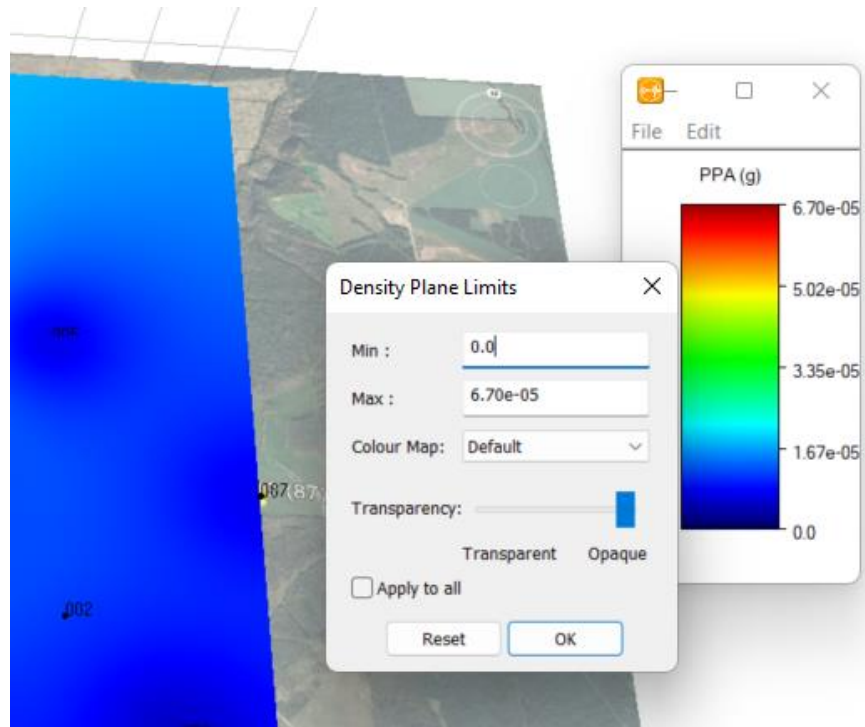 File Edit
PPA (g)
6.70e-05
5.02e-05
3.35e-05
1.67e-05
0.0
Density Plane Limits
Min :
0.0
Max :
6.70e-05
Colour Map:
Default
Transparency:
Transparent Opaque
Apply to all
Reset OK
087(87
002